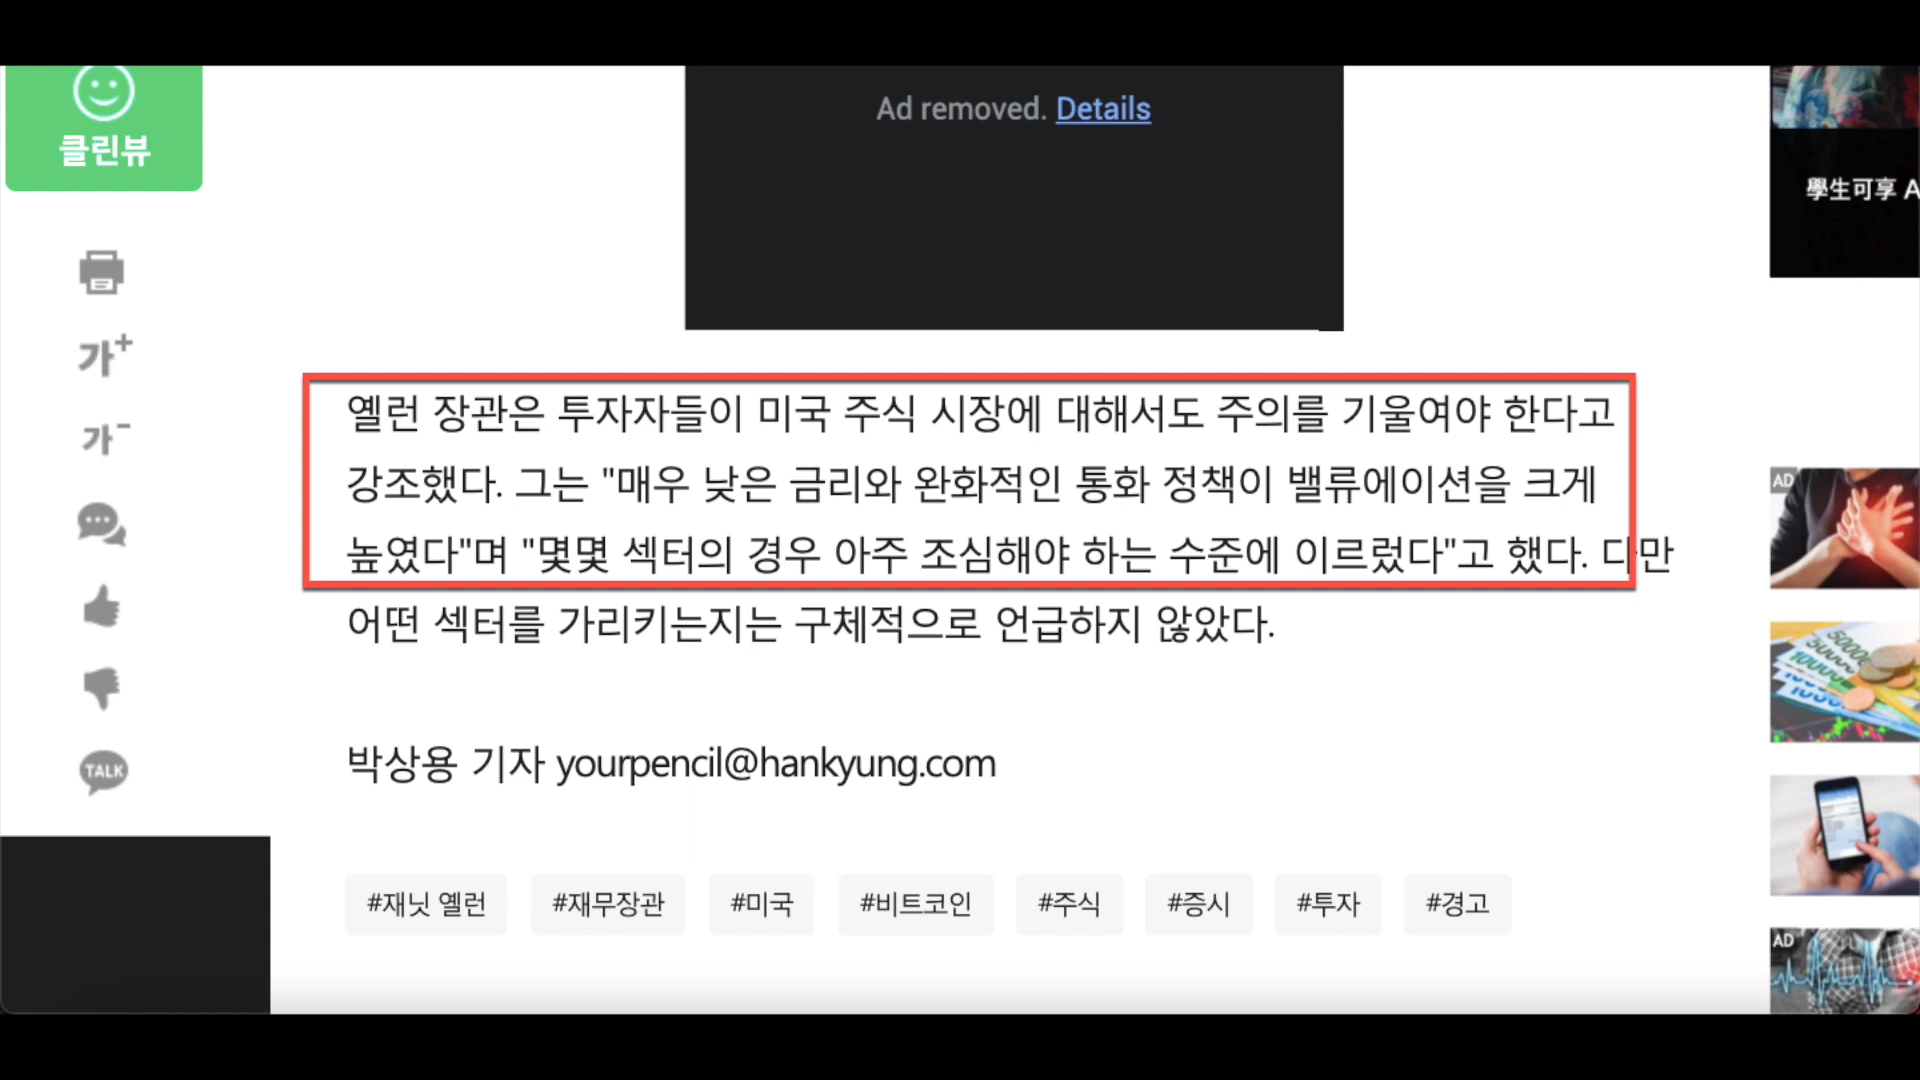 클린뷰
가+
가-
TALK
Ad removed. Details
옐런 장관은 투자자들이 미국 주식 시장에 대해서도 주의를 기울여야 한다고
강조했다. 그는 "매우 낮은 금리와 완화적인 통화 정책이 밸류에이션을 크게
높였다"며 "몇몇 섹터의 경우 아주 조심해야 하는 수준에 이르렀다"고 했다. 다만
어떤 섹터를 가리키는지는 구체적으로 언급하지 않았다.
박상용 기자 yourpencil@hankyung.com
#재닛 옐런 #재무장관 #미국 #비트코인 #주식 #증시 #투자 #경고
學生可享 A
AD
AD